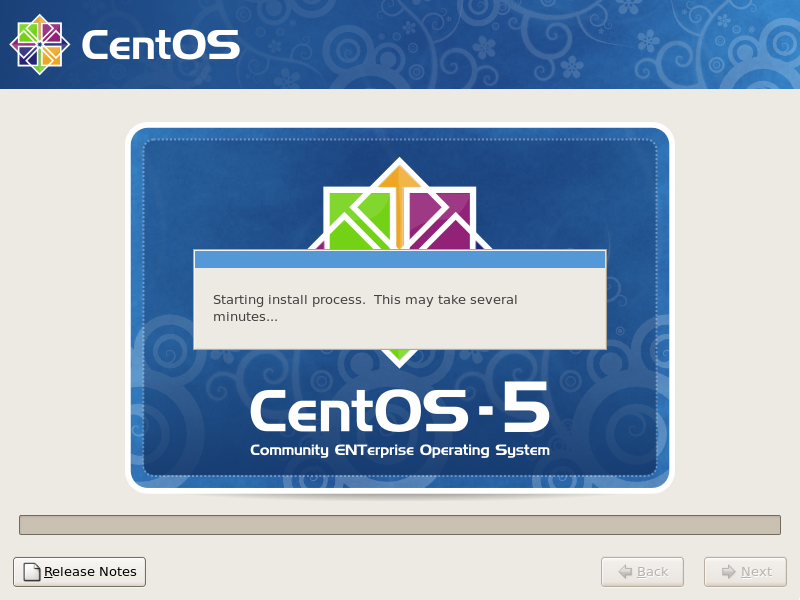 CentOS
Starting install process.  This may take several
minutes...
CentOS-5
Community ENTerprise Operating System
Release Notes
Back
Next